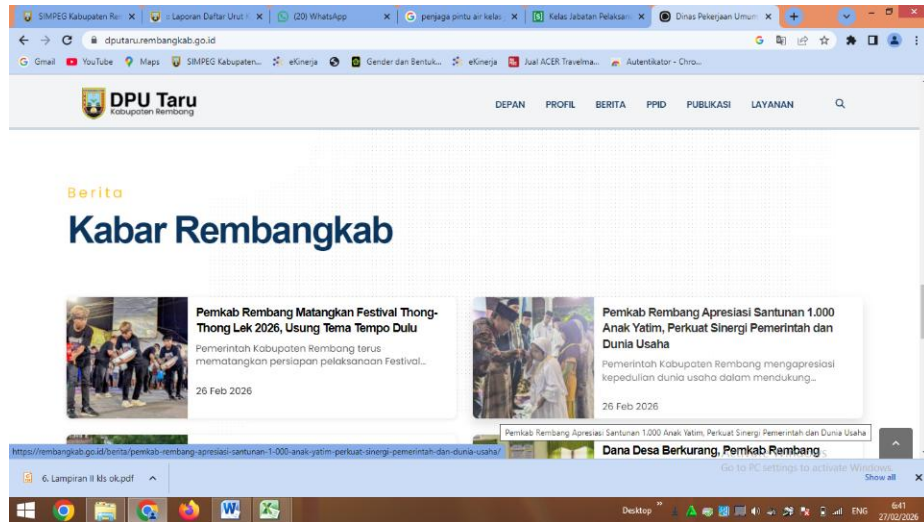 SIMPEG Kabupaten Re
Laporan Daftar Urut
(20) WhatsApp
penjaga pintu air kelas
Kelas Jabatan Pelaksan
Dinas Pekerjaan Umum
dputaru.rembangkab.go.id
Gmail
YouTube
Maps
SIMPEG Kabupaten...
eKinerja
Gender dan Bentuk...
eKinerja
Jual ACER Travelma...
Autentikator - Chro...
DPU Taru
Kabupaten Rembang
DEPAN
PROFIL
BERITA
PPID
PUBLIKASI
LAYANAN
Berita
Kabar Rembangkab
Pemkab Rembang Matangkan Festival Thong-
Thong Lek 2026, Usung Tema Tempo Dulu
Pemerintah Kabupaten Rembang terus
mematangkan persiapan pelaksanaan Festival...
26 Feb 2026
Pemkab Rembang Apresiasi Santunan 1.000
Anak Yatim, Perkuat Sinergi Pemerintah dan
Dunia Usaha
Pemerintah Kabupaten Rembang mengapresiasi
kepedulian dunia usaha dalam mendukung...
26 Feb 2026
Pemkab Rembang Apresiasi Santunan 1.000 Anak Yatim, Perkuat Sinergi Pemerintah dan Dunia Usaha
Dana Desa Berkurang, Pemkab Rembang
https://rembangkab.go.id/berita/pemkab-rembang-apresiasi-santunan-1-000-anak-yatim-perkuat-sinergi-pemerintah-dan-dunia-usaha/
Go to PC settings to activate Windows.
6. Lampiran II kls ok.pdf
Show all
Desktop
ENG
6:41
27/02/2026